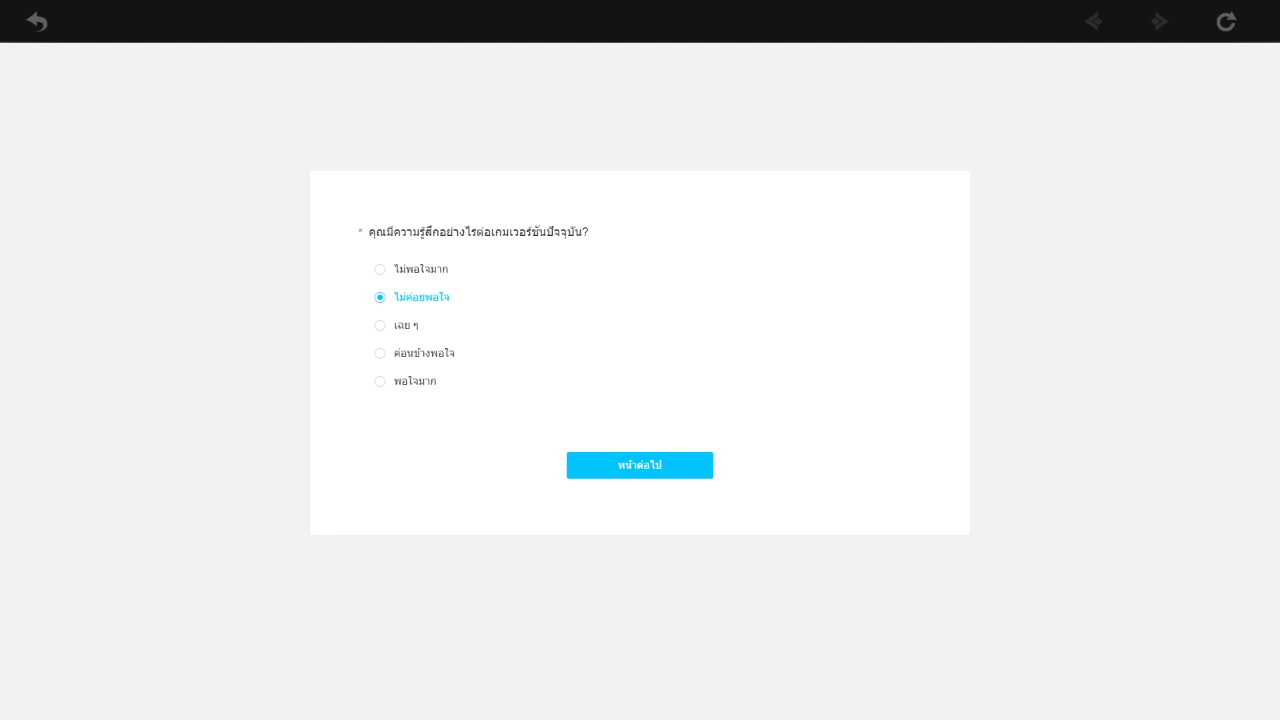 * คุณมีความรู้สึกอย่างไรต่อเกมเวอร์ชันปัจจุบัน?
ไม่พอใจมาก
ไม่ค่อยพอใจ
เฉย ๆ
ค่อนข้างพอใจ
พอใจมาก
หน้าต่อไป